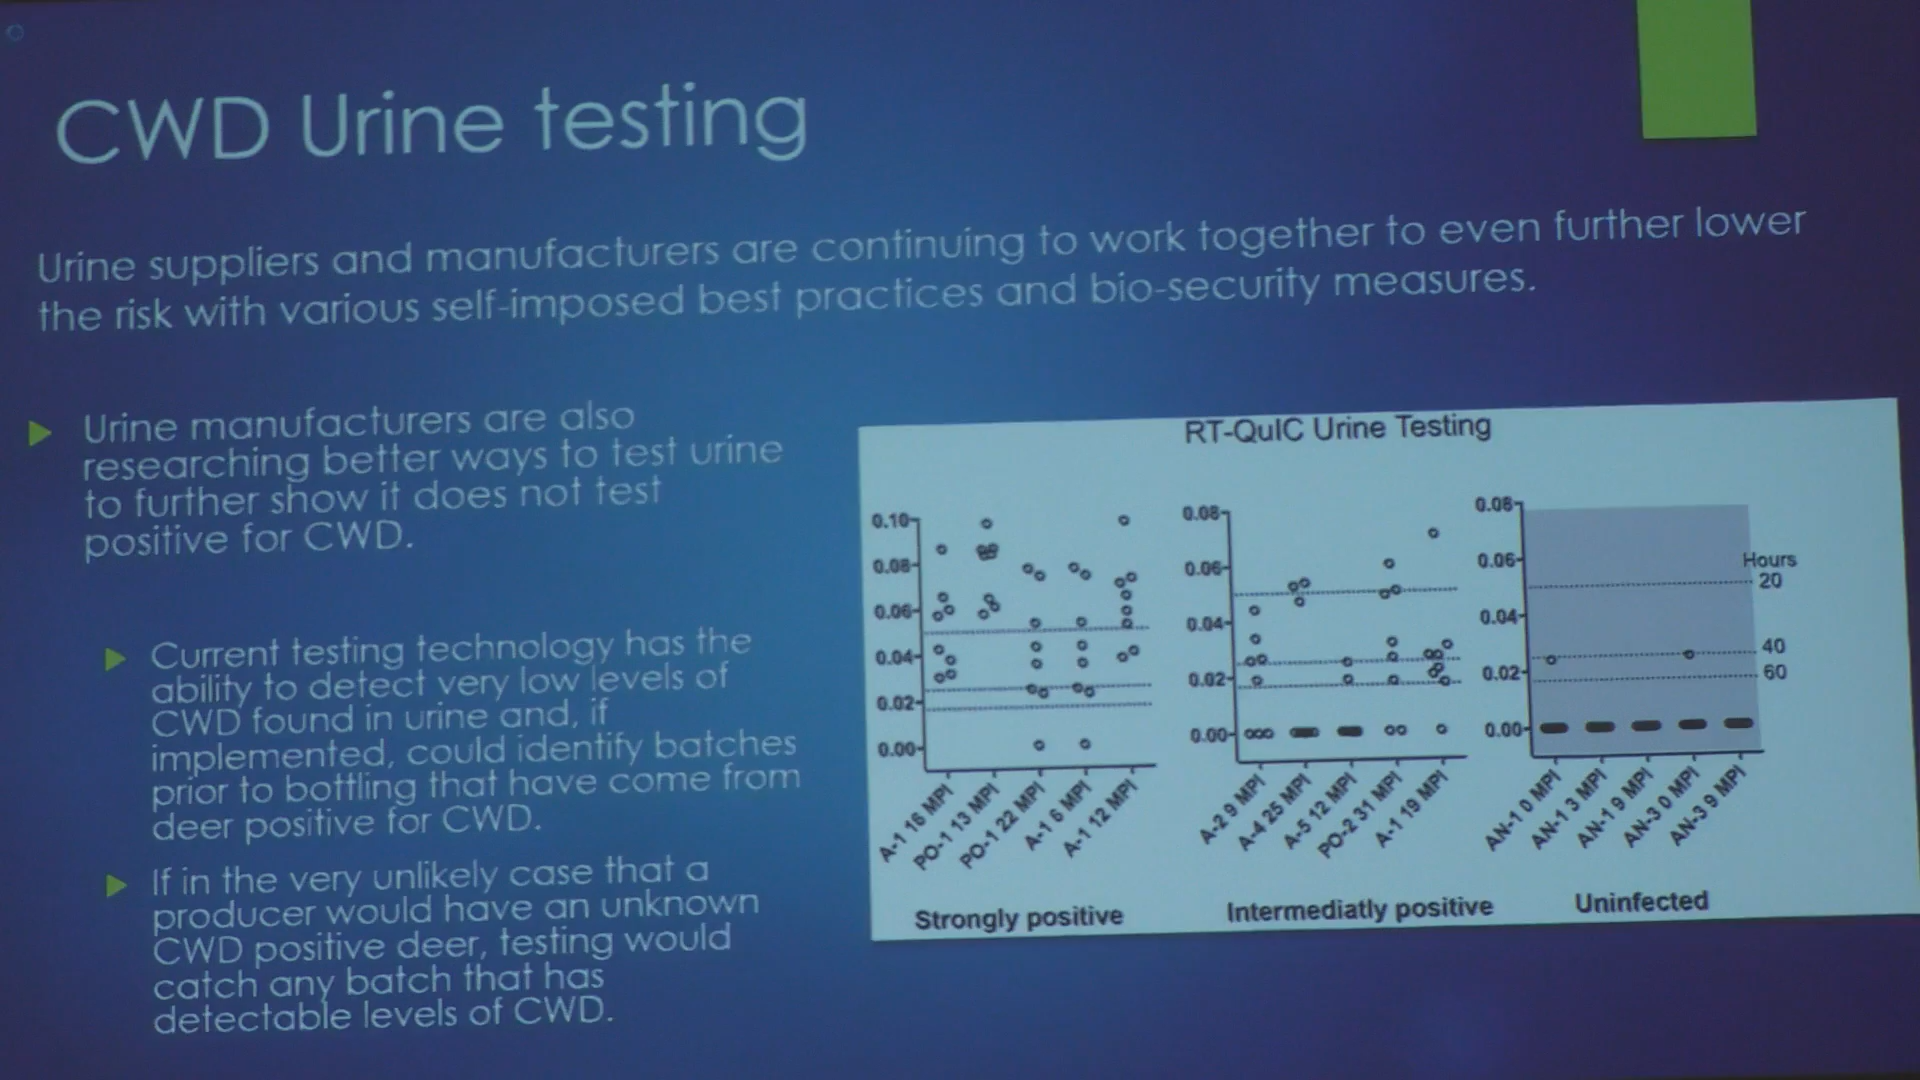 CWD Urine testing
Urine suppliers and manufacturers are continuing to work together to even further lower
the risk with various self-imposed best practices and bio-security measures.
Urine manufacturers are also
researching better ways to test urine
to further show it does not test
positive for CWD.
Current testing technology has the
ability to detect very low levels of
CWD found in urine and, if
implemented, could identify batches
prior to bottling that have come from
deer positive for CWD.
If in the very unlikely case that a
producer would have an unknown
CWD positive deer, testing would
catch any batch that has
detectable levels of CWD.
RT-QuIC Urine Testing
0.10
0.08
0.06
0.04
0.02
0.00
A-1 16 MPI
PO-1 13 MPI
PO-1 22 MPI
A-1 6 MPI
A-1 12 MPI
Strongly positive
0.08
0.06
0.04
0.02
0.00
A-2 9 MPI
A-4 25 MPI
A-5 12 MPI
PO-2 31 MPI
A-1 19 MPI
Intermediatly positive
0.08
0.06
0.04
0.02
0.00
Hours
20
40
60
AN-1 0 MPI
AN-1 3 MPI
AN-1 9 MPI
AN-3 0 MPI
AN-3 9 MPI
Uninfected